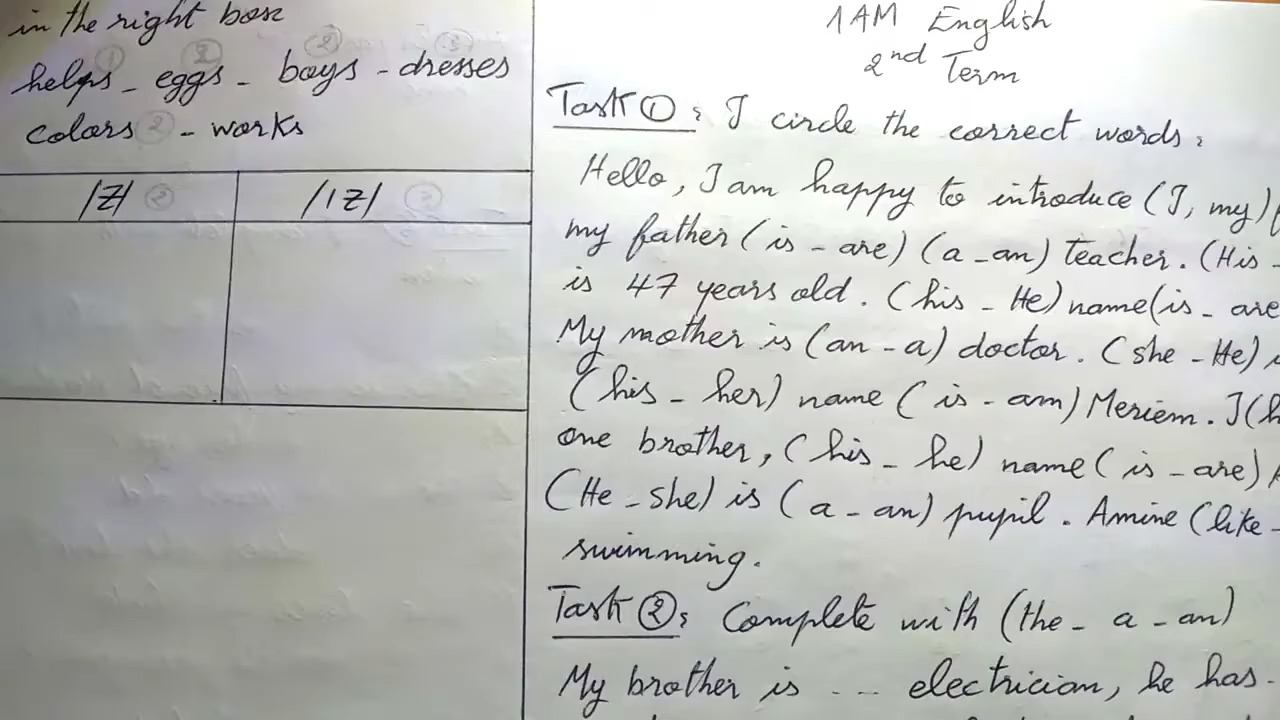 in the right box
helps - eggs - boys - dresses
colors - works
/z/ /iz/
1AM English
2nd Term
Task ①: I circle the correct words:
Hello, I am happy to introduce (I, my)
my father (is - are) (a - an) teacher. (His -
is 47 years old. (his - He) name (is - are
My mother is (an - a) doctor. (she - He)
(his - her) name (is - am) Meriem. I (h
one brother, (his - he) name (is - are)
(He - she) is (a - an) pupil. Amine (like -
swimming.
Task ②: Complete with (the - a - an)
My brother is ... electrician, he has